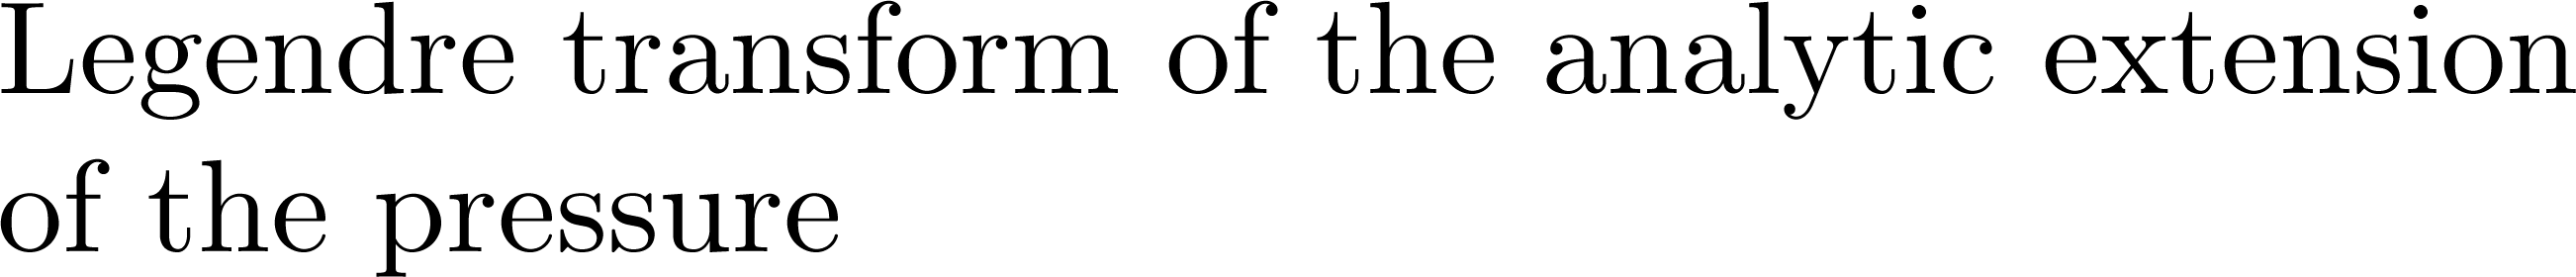 Legendre transform of the analytic extension
of the pressure